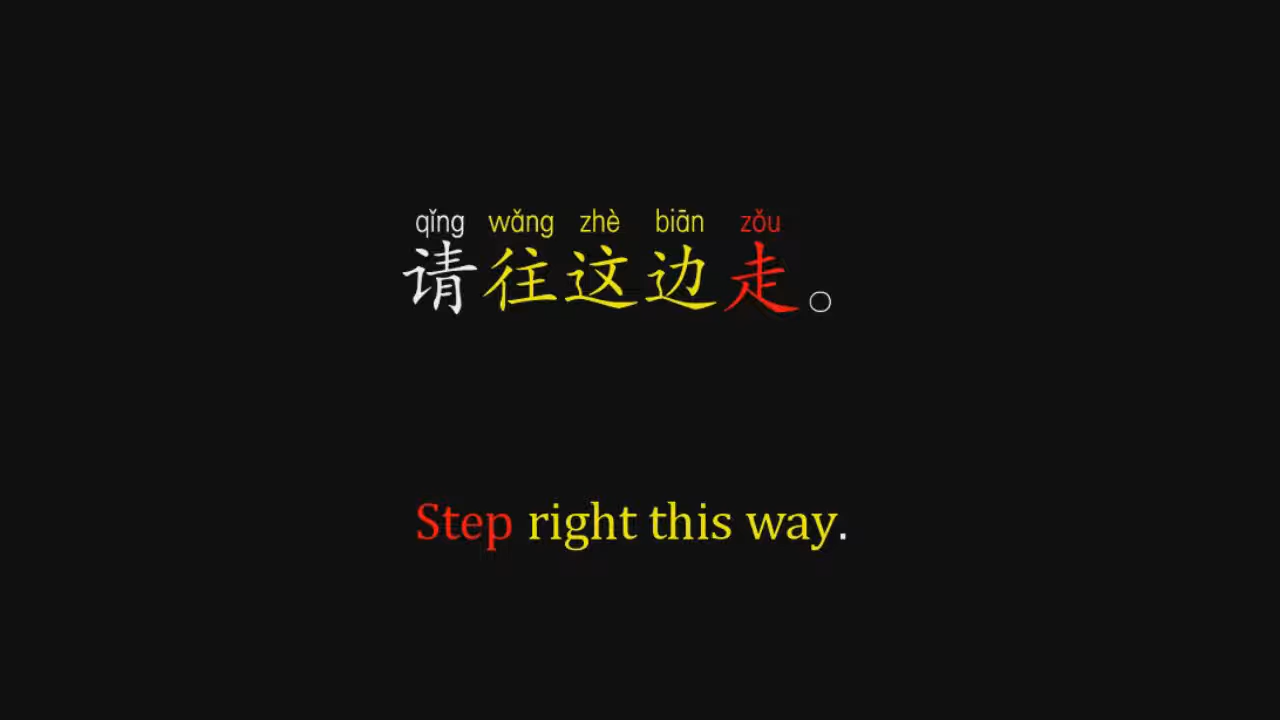 qǐng wǎng zhè biān zǒu
请往这边走。
Step right this way.